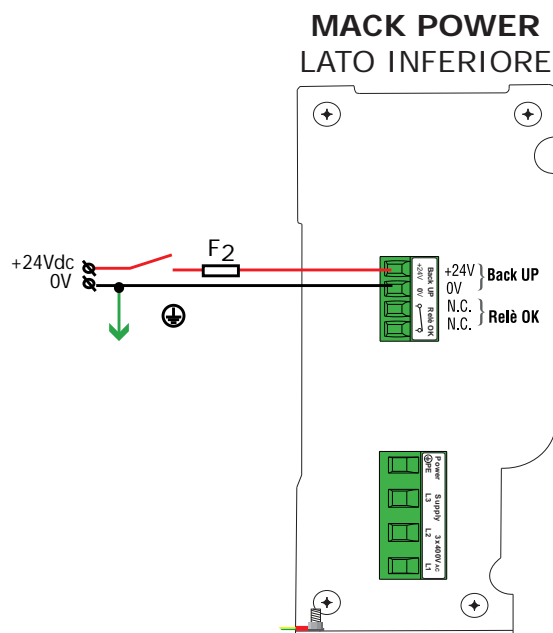 MACK POWER
LATO INFERIORE
F2
+24Vdc
0V
+24V
0V
Back UP
N.C.
N.C.
Relè OK
Back UP
+24V 0V
Relè OK
Power Supply 3x400VAC
PE L3 L2 L1